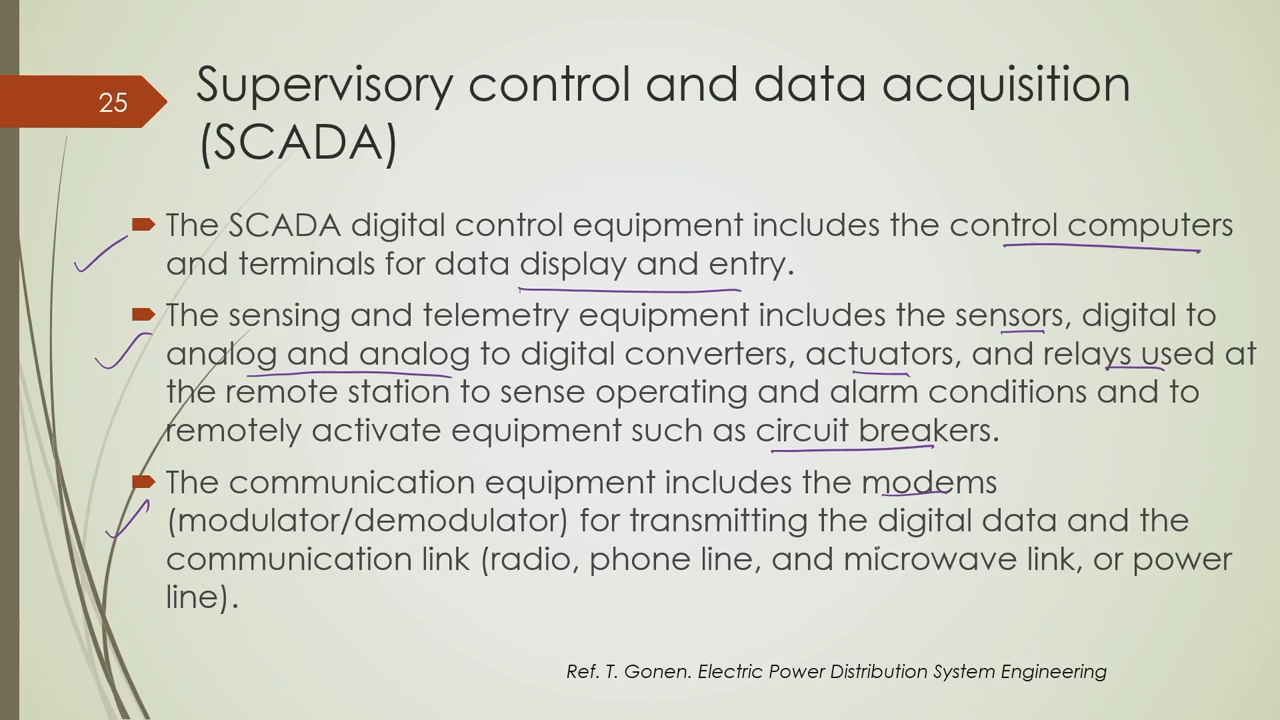 25
Supervisory control and data acquisition
(SCADA)
The SCADA digital control equipment includes the control computers
and terminals for data display and entry.
The sensing and telemetry equipment includes the sensors, digital to
analog and analog to digital converters, actuators, and relays used at
the remote station to sense operating and alarm conditions and to
remotely activate equipment such as circuit breakers.
The communication equipment includes the modems
(modulator/demodulator) for transmitting the digital data and the
communication link (radio, phone line, and microwave link, or power
line).
Ref. T. Gonen. Electric Power Distribution System Engineering